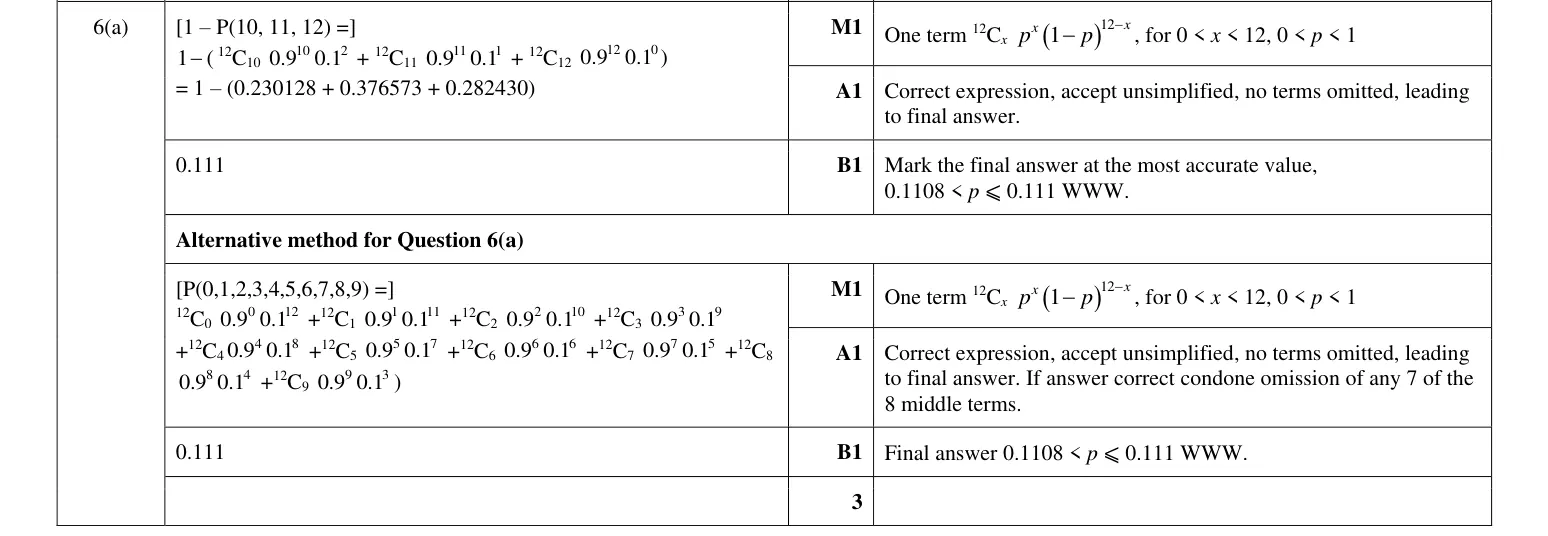 6(a)
[1 – P(10, 11, 12) =]
1 – ( ¹²C₁₀ 0.9¹⁰ 0.1² + ¹²C₁₁ 0.9¹¹ 0.1¹ + ¹²C₁₂ 0.9¹² 0.1⁰ )
= 1 – (0.230128 + 0.376573 + 0.282430)
M1
One term ¹²Cₓ pˣ (1 – p)¹²⁻ˣ , for 0 < x < 12, 0 < p < 1
A1
Correct expression, accept unsimplified, no terms omitted, leading
to final answer.
0.111
B1
Mark the final answer at the most accurate value,
0.1108 < p ⩽ 0.111 WWW.
Alternative method for Question 6(a)
[P(0,1,2,3,4,5,6,7,8,9) =]
¹²C₀ 0.9⁰ 0.1¹² +¹²C₁ 0.9¹ 0.1¹¹ +¹²C₂ 0.9² 0.1¹⁰ +¹²C₃ 0.9³ 0.1⁹
+¹²C₄ 0.9⁴ 0.1⁸ +¹²C₅ 0.9⁵ 0.1⁷ +¹²C₆ 0.9⁶ 0.1⁶ +¹²C₇ 0.9⁷ 0.1⁵ +¹²C₈
0.9⁸ 0.1⁴ +¹²C₉ 0.9⁹ 0.1³ )
M1
One term ¹²Cₓ pˣ (1 – p)¹²⁻ˣ , for 0 < x < 12, 0 < p < 1
A1
Correct expression, accept unsimplified, no terms omitted, leading
to final answer. If answer correct condone omission of any 7 of the
8 middle terms.
0.111
B1
Final answer 0.1108 < p ⩽ 0.111 WWW.
3